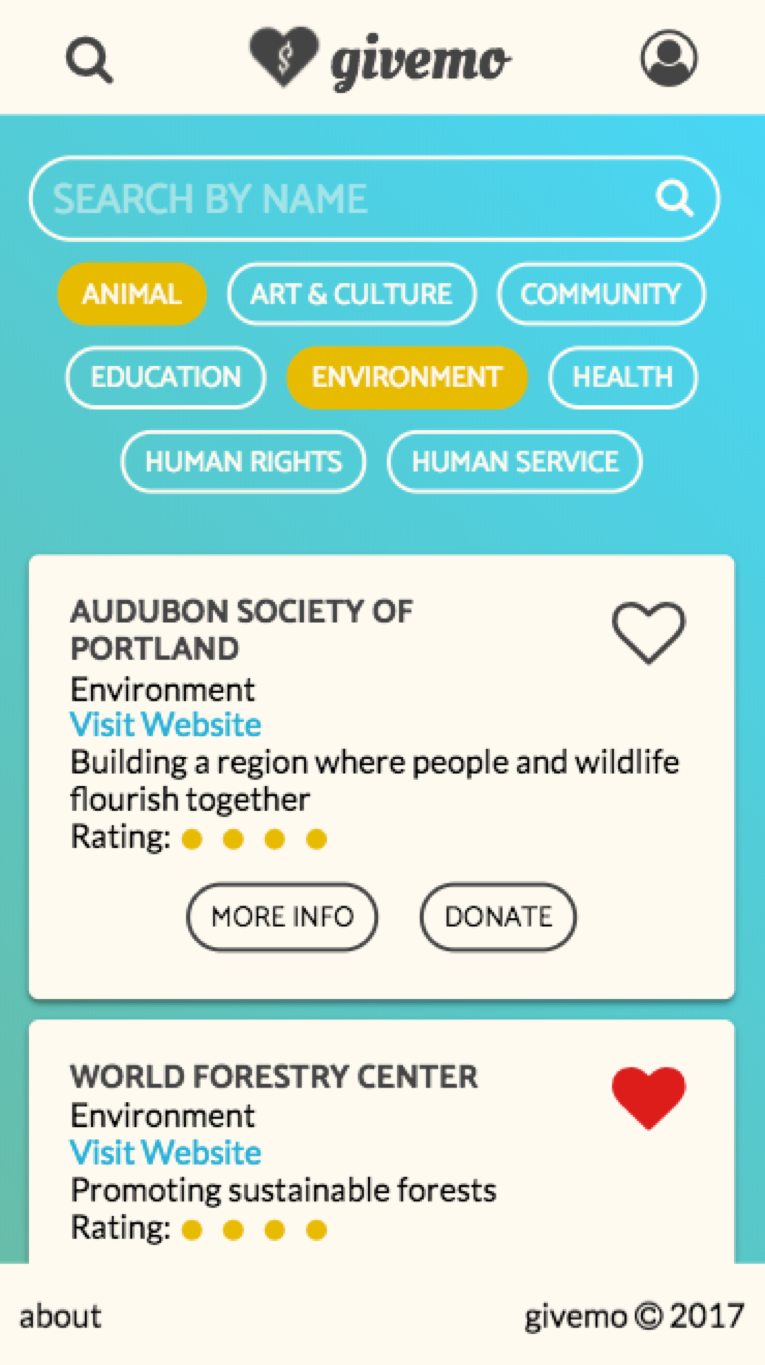 givemo
SEARCH BY NAME
ANIMAL ART & CULTURE COMMUNITY
EDUCATION ENVIRONMENT HEALTH
HUMAN RIGHTS HUMAN SERVICE
AUDUBON SOCIETY OF
PORTLAND
Environment
Visit Website
Building a region where people and wildlife
flourish together
Rating:
MORE INFO DONATE
WORLD FORESTRY CENTER
Environment
Visit Website
Promoting sustainable forests
Rating:
about givemo © 2017